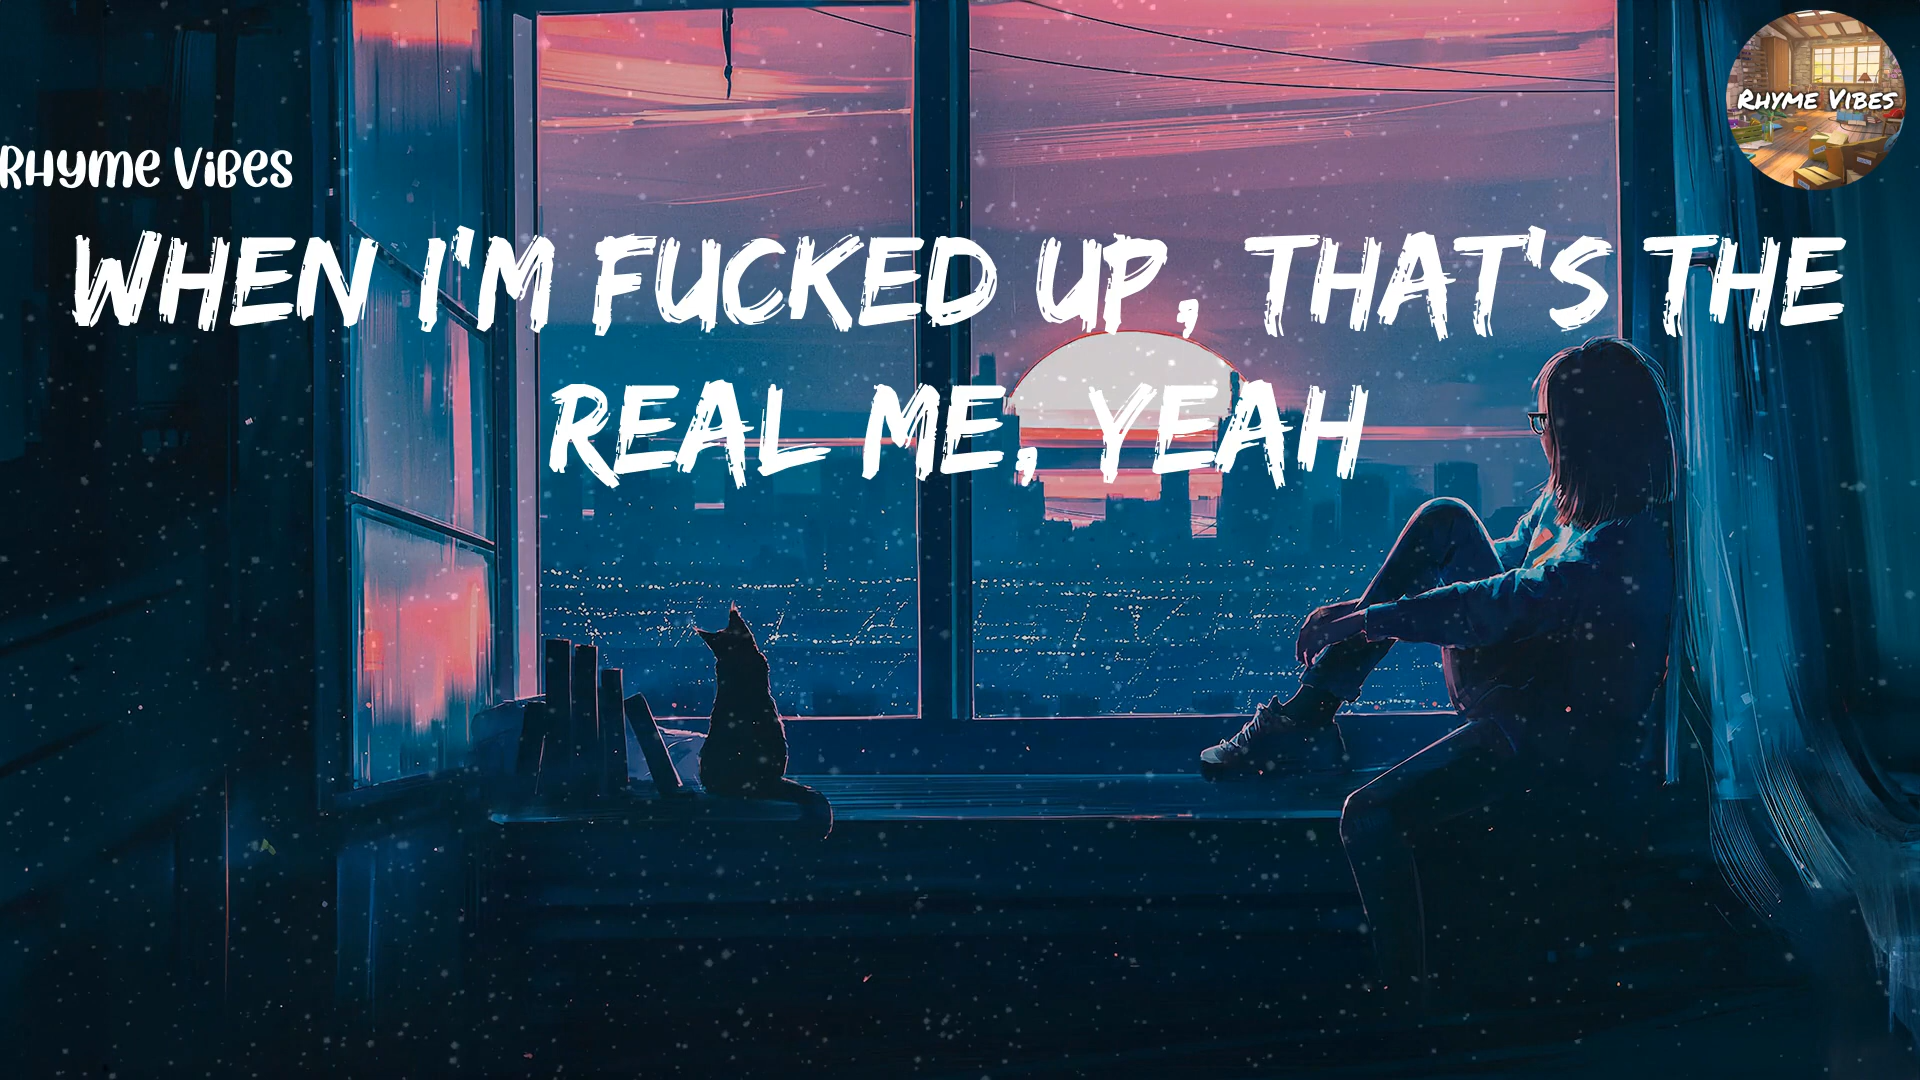 Rhyme Vibes
RHYME VIBES
WHEN I'M FUCKED UP, THAT'S THE
REAL ME, YEAH